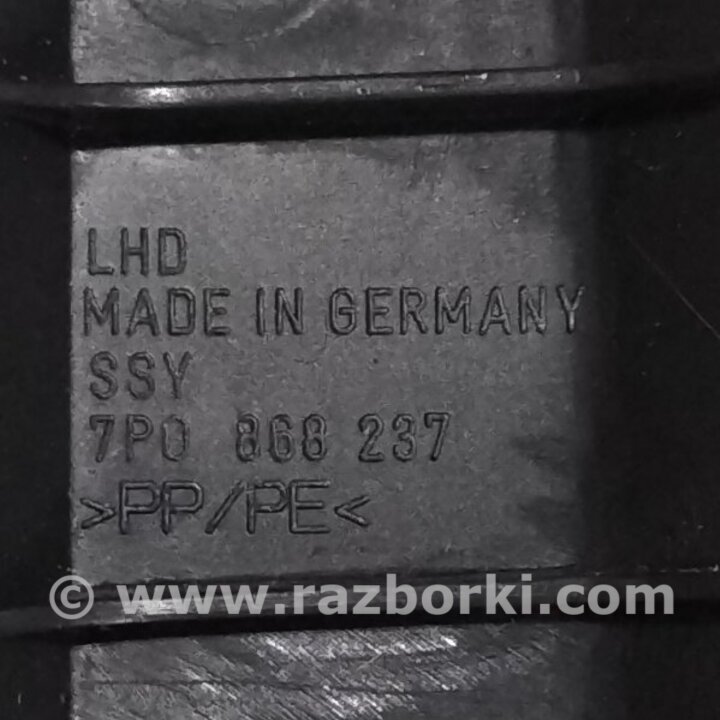 LHD
MADE IN GERMANY
SSY
7P0 868 237
>PP/PE<
© www.razborki.com